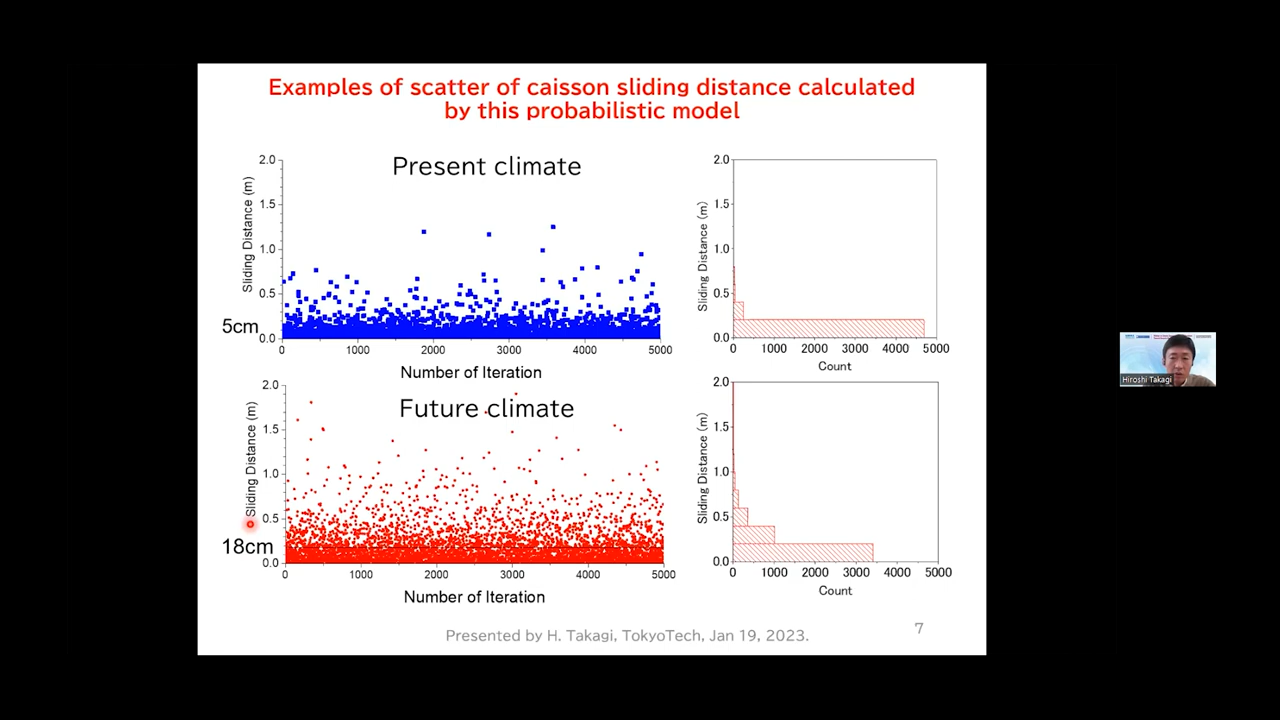 Examples of scatter of caisson sliding distance calculated
by this probabilistic model
Present climate
Sliding Distance (m)
2.0
1.5
1.0
0.5
0.0
5cm
0 1000 2000 3000 4000 5000
Number of Iteration
Sliding Distance (m)
2.0
1.5
1.0
0.5
0.0
0 1000 2000 3000 4000 5000
Count
Future climate
Sliding Distance (m)
2.0
1.5
1.0
0.5
0.0
18cm
0 1000 2000 3000 4000 5000
Number of Iteration
Sliding Distance (m)
2.0
1.5
1.0
0.5
0.0
0 1000 2000 3000 4000 5000
Count
Presented by H. Takagi, TokyoTech, Jan 19, 2023.
7
Hiroshi Takagi